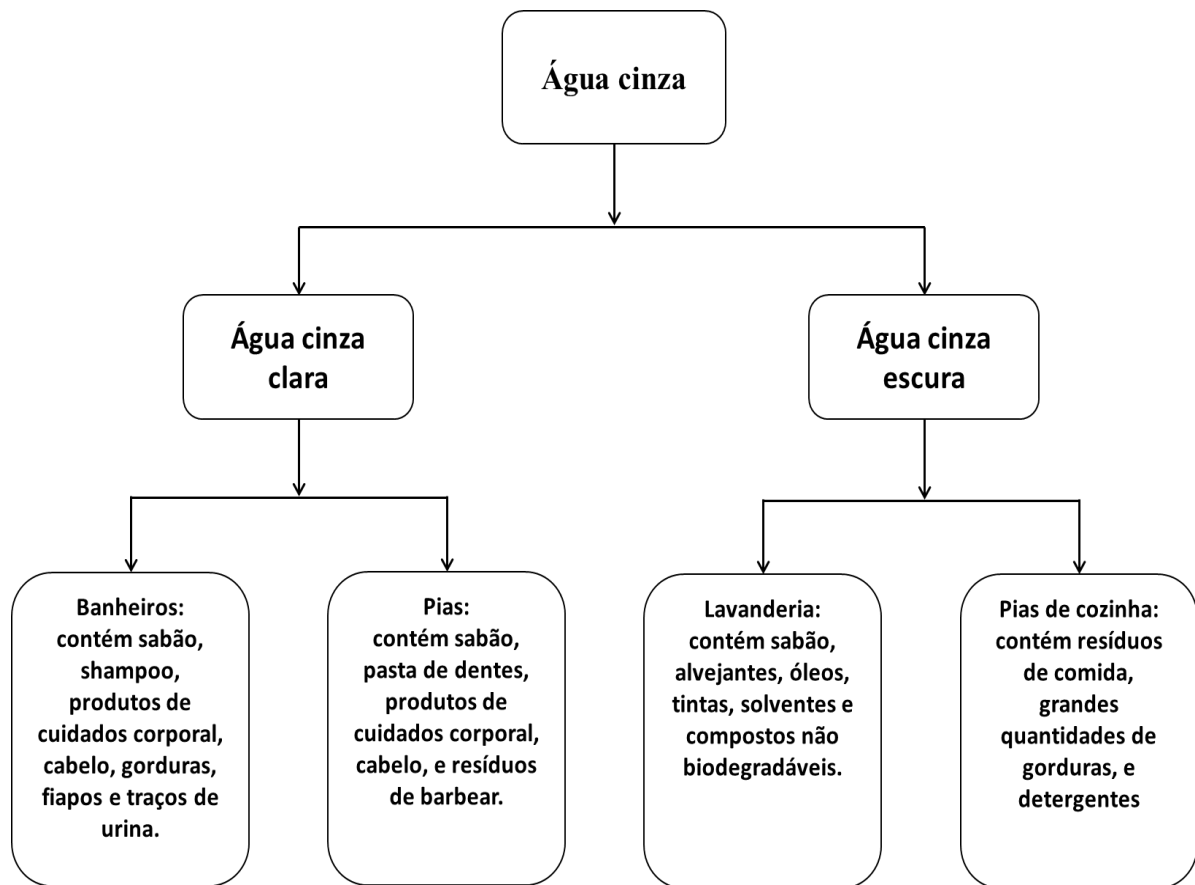 Água cinza
Água cinza
clara
Água cinza
escura
Banheiros:
contém sabão,
shampoo,
produtos de
cuidados corporal,
cabelo, gorduras,
fiapos e traços de
urina.
Pias:
contém sabão,
pasta de dentes,
produtos de
cuidados corporal,
cabelo, e resíduos
de barbear.
Lavanderia:
contém sabão,
alvejantes, óleos,
tintas, solventes e
compostos não
biodegradáveis.
Pias de cozinha:
contém resíduos
de comida,
grandes
quantidades de
gorduras, e
detergentes